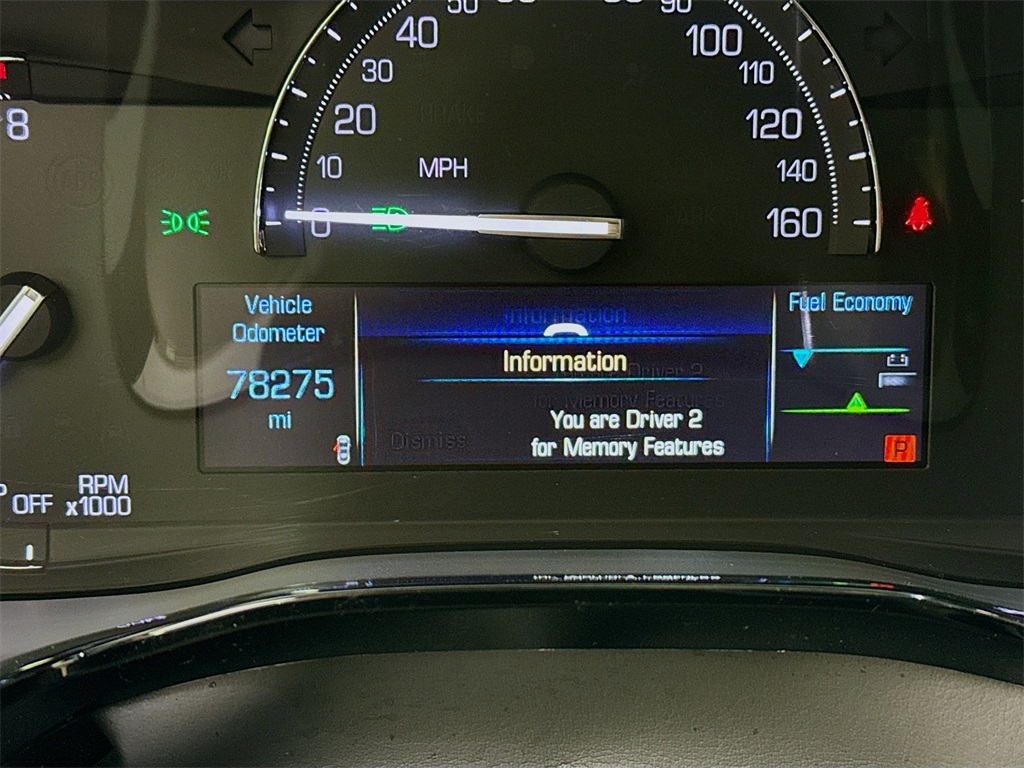 50
90
40
100
30
110
8
20
120
10
MPH
140
0
160
Vehicle
Odometer
78275
mi
Information
Information
You are Driver 2
for Memory Features
Dismiss
Fuel Economy
P
RPM
OFF x1000